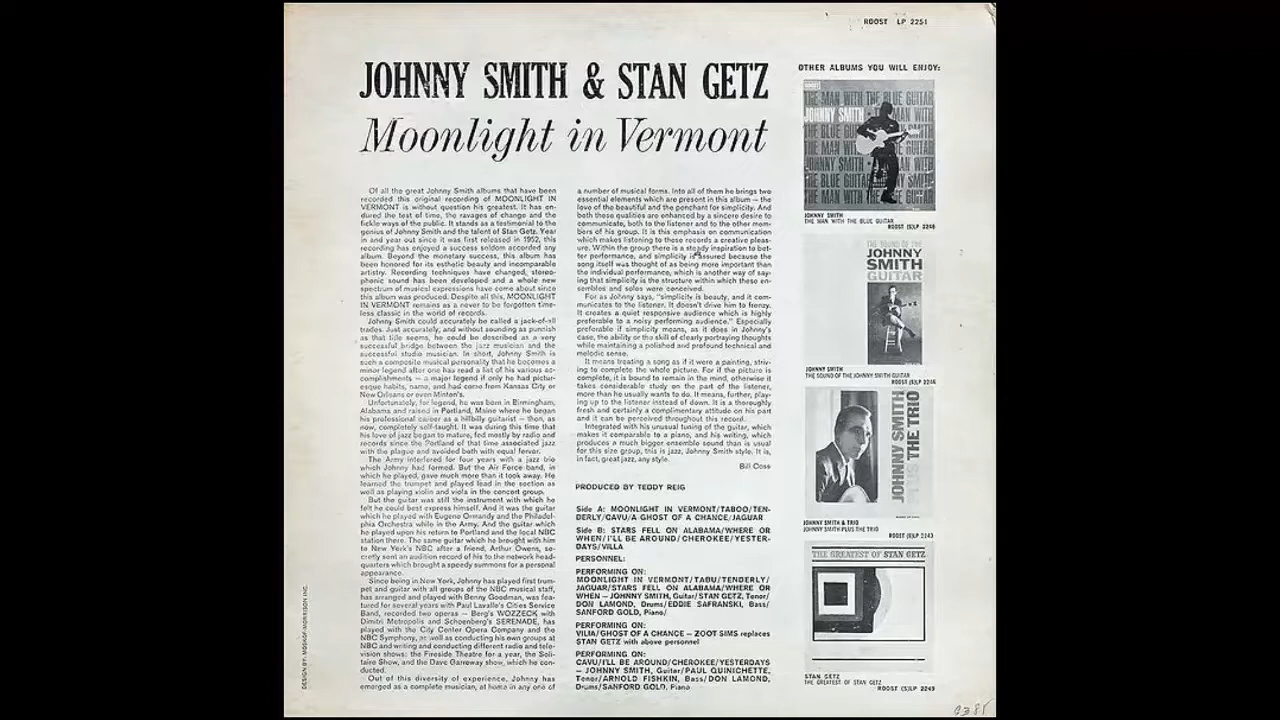 ROOST LP 2251
JOHNNY SMITH & STAN GETZ
Moonlight in Vermont
Of all the great Johnny Smith albums that have been
recorded this original recording of MOONLIGHT IN
VERMONT is without question his greatest. It has en-
dured the test of time, the ravages of change and the
fickle ways of the public. It stands as a testimonial to the
genius of Johnny Smith and the talent of Stan Getz. Year
in and year out since it was first released in 1952, this
recording has enjoyed a success seldom accorded any
album. Beyond the monetary success, this album has
been honored for its esthetic beauty and incomparable
artistry. Recording techniques have changed, stereo-
phonic sound has been developed and a whole new
spectrum of musical expressions have come about since
this album was produced. Despite all this, MOONLIGHT
IN VERMONT remains as a never to be forgotten time-
less classic in the world of records.
Johnny Smith could accurately be called a jack-of-all
trades. Just accurately, and without sounding as punnish
as that title seems, he could be described as a very
successful bridge between the jazz musician and the
successful studio musician. In short, Johnny Smith is
such a composite musical personality that he becomes a
minor legend after one has read a list of his various ac-
complishments — a major legend if only he had pictur-
esque habits, name, and had come from Kansas City or
New Orleans or even Minton's.
Unfortunately, for legend, he was born in Birmingham,
Alabama and raised in Portland, Maine where he began
his professional career as a hillbilly guitarist — then, as
now, completely self-taught. It was during this time that
his love of jazz began to mature, fed mostly by radio and
records since the Portland of that time associated jazz
with the plague and avoided both with equal fervor.
The Army interfered for four years with a jazz trio
which Johnny had formed. But the Air Force band, in
which he played, gave much more than it took away. He
learned the trumpet and played lead in the section as
well as playing violin and viola in the concert group.
But the guitar was still the instrument with which he
felt he could best express himself. And it was the guitar
which he played with Eugene Ormandy and the Philadel-
phia Orchestra while in the Army. And the guitar which
he played upon his return to Portland and the local NBC
station there. The same guitar which he brought with him
to New York's NBC after a friend, Arthur Owens, se-
cretly sent an audition record of his to the network head-
quarters which brought a speedy summons for a personal
appearance.
Since being in New York, Johnny has played first trum-
pet and guitar with all groups of the NBC musical staff,
has arranged and played with Benny Goodman, was fea-
tured for several years with Paul Lavalle's Cities Service
Band, recorded two operas — Berg's WOZZECK with
Dimitri Metropolis and Schoenberg's SERENADE, has
played with the City Center Opera Company and the
NBC Symphony, as well as conducting his own groups at
NBC and writing and conducting different radio and tele-
vision shows: the Fireside Theatre for a year, the Soli-
taire Show, and the Dave Garroway show, which he con-
ducted.
Out of this diversity of experience, Johnny has
emerged as a complete musician, at home in any one of
a number of musical forms. Into all of them he brings two
essential elements which are present in this album — the
love of the beautiful and the penchant for simplicity. And
both these qualities are enhanced by a sincere desire to
communicate, both to the listener and to the other mem-
bers of his group. It is this emphasis on communication
which makes listening to these records a creative pleas-
ure. Within the group there is a steady inspiration to bet-
ter performance, and simplicity is assured because the
song itself was thought of as being more important than
the individual performance, which is another way of say-
ing that simplicity is the structure within which these en-
sembles and solos were conceived.
For as Johnny says, "simplicity is beauty, and it com-
municates to the listener. It doesn't drive him to frenzy.
It creates a quiet responsive audience which is highly
preferable to a noisy performing audience." Especially
preferable if simplicity means, as it does in Johnny's
case, the ability or the skill of clearly portraying thoughts
while maintaining a polished and profound technical and
melodic sense.
It means treating a song as if it were a painting, striv-
ing to complete the whole picture. For if the picture is
complete, it is bound to remain in the mind, otherwise it
takes considerable study on the part of the listener,
more than he usually wants to do. It means, further, play-
ing up to the listener instead of down. It is a thoroughly
fresh and certainly a complimentary attitude on his part
and it can be perceived throughout this record.
Integrated with his unusual tuning of the guitar, which
makes it comparable to a piano, and his writing, which
produces a much bigger ensemble sound than is usual
for this size group, this is jazz, Johnny Smith style. It is,
in fact, great jazz, any style.
Bill Coss
PRODUCED BY TEDDY REIG
Side A: MOONLIGHT IN VERMONT/TABOO/TEN-
DERLY/CAVU/A GHOST OF A CHANCE/JAGUAR
Side B: STARS FELL ON ALABAMA/WHERE OR
WHEN/I'LL BE AROUND/CHEROKEE/YESTER-
DAYS/VILLA
PERSONNEL:
PERFORMING ON:
MOONLIGHT IN VERMONT/TABU/TENDERLY/
JAGUAR/STARS FELL ON ALABAMA/WHERE OR
WHEN — JOHNNY SMITH, Guitar/STAN GETZ, Tenor/
DON LAMOND, Drums/EDDIE SAFRANSKI, Bass/
SANFORD GOLD, Piano/
PERFORMING ON:
VILIA/GHOST OF A CHANCE — ZOOT SIMS replaces
STAN GETZ with above personnel
PERFORMING ON:
CAVU/I'LL BE AROUND/CHEROKEE/YESTERDAYS
— JOHNNY SMITH, Guitar/PAUL QUINICHETTE,
Tenor/ARNOLD FISHKIN, Bass/DON LAMOND,
Drums/SANFORD GOLD, Piano
OTHER ALBUMS YOU WILL ENJOY:
THE MAN WITH THE BLUE GUITAR
JOHNNY SMITH MAN WITH
THE BLUE GUITAR
JOHNNY SMITH
THE MAN WITH THE BLUE GUITAR
ROOST (S)LP 2248
THE SOUND OF THE
JOHNNY
SMITH
GUITAR
JOHNNY SMITH
THE SOUND OF THE JOHNNY SMITH GUITAR
ROOST (S)LP 2246
JOHNNY SMITH
PLUS THE TRIO
JOHNNY SMITH & TRIO
JOHNNY SMITH PLUS THE TRIO
ROOST (S)LP 2243
THE GREATEST OF STAN GETZ
STAN GETZ
THE GREATEST OF STAN GETZ
ROOST (S)LP 2249
DESIGN BY: MOSKOF-MORRISON INC.